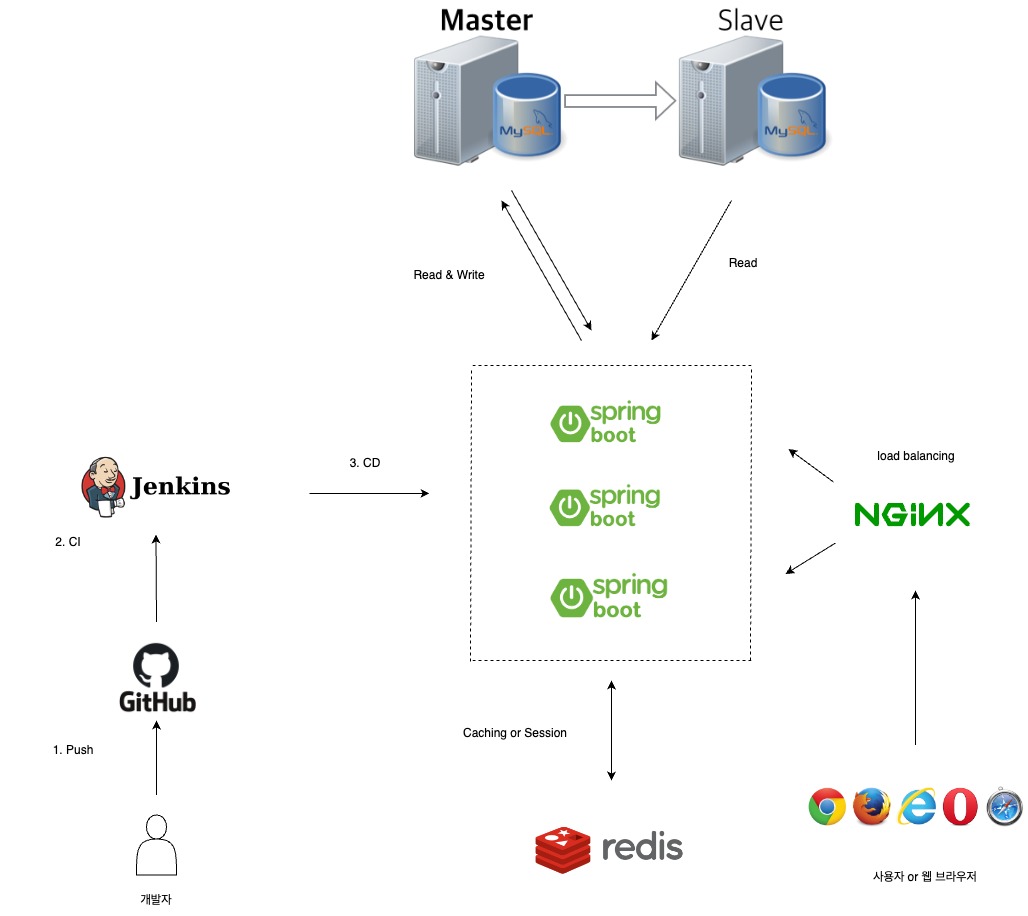 Master
Slave
MySQL
MySQL
Read & Write
Read
spring
boot
load balancing
3. CD
Jenkins
spring
boot
NGiNX
2. CI
spring
boot
GitHub
Caching or Session
1. Push
redis
사용자 or 웹 브라우저
개발자